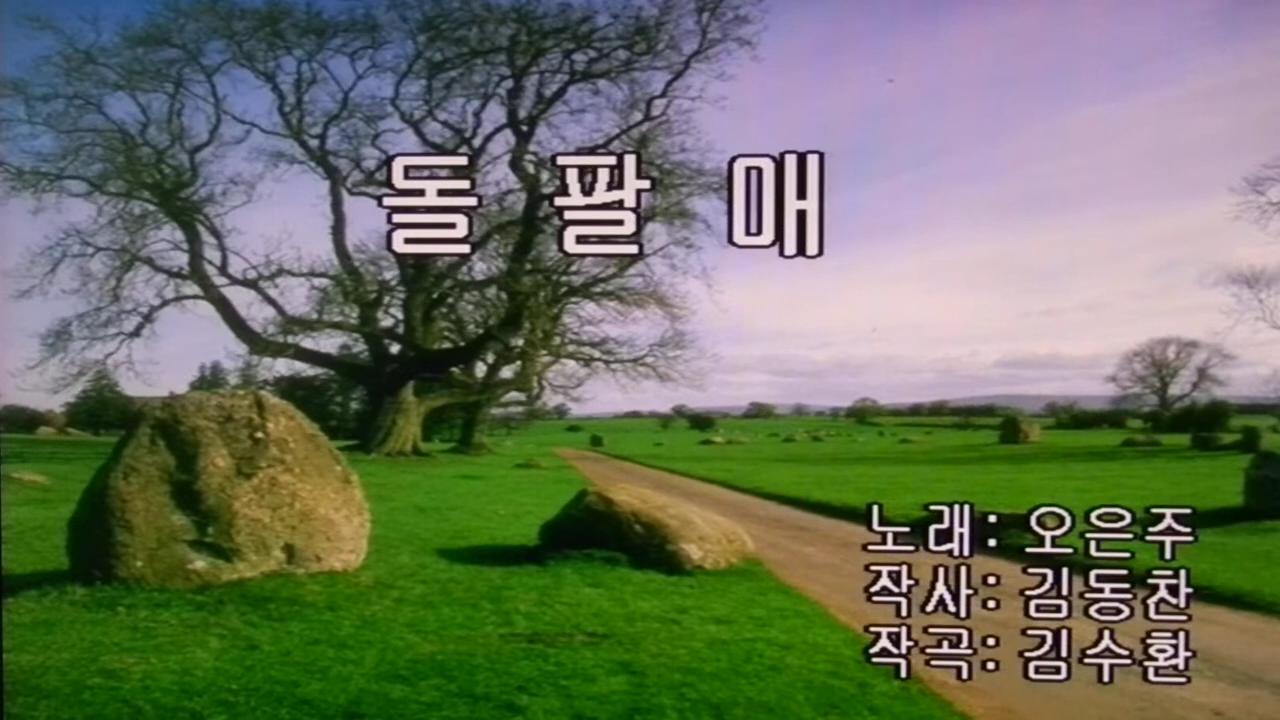 돌 팔 매
노래: 오은주
작사: 김동찬
작곡: 김수환